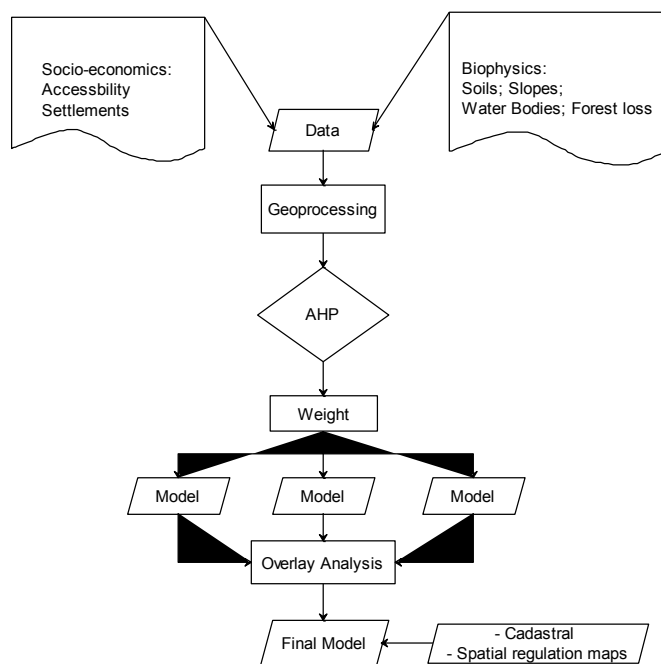 Socio-economics:
Accessbility
Settlements
Biophysics:
Soils; Slopes;
Water Bodies; Forest loss
Data
Geoprocessing
AHP
Weight
Model
Model
Model
Overlay Analysis
Final Model
- Cadastral
- Spatial regulation maps